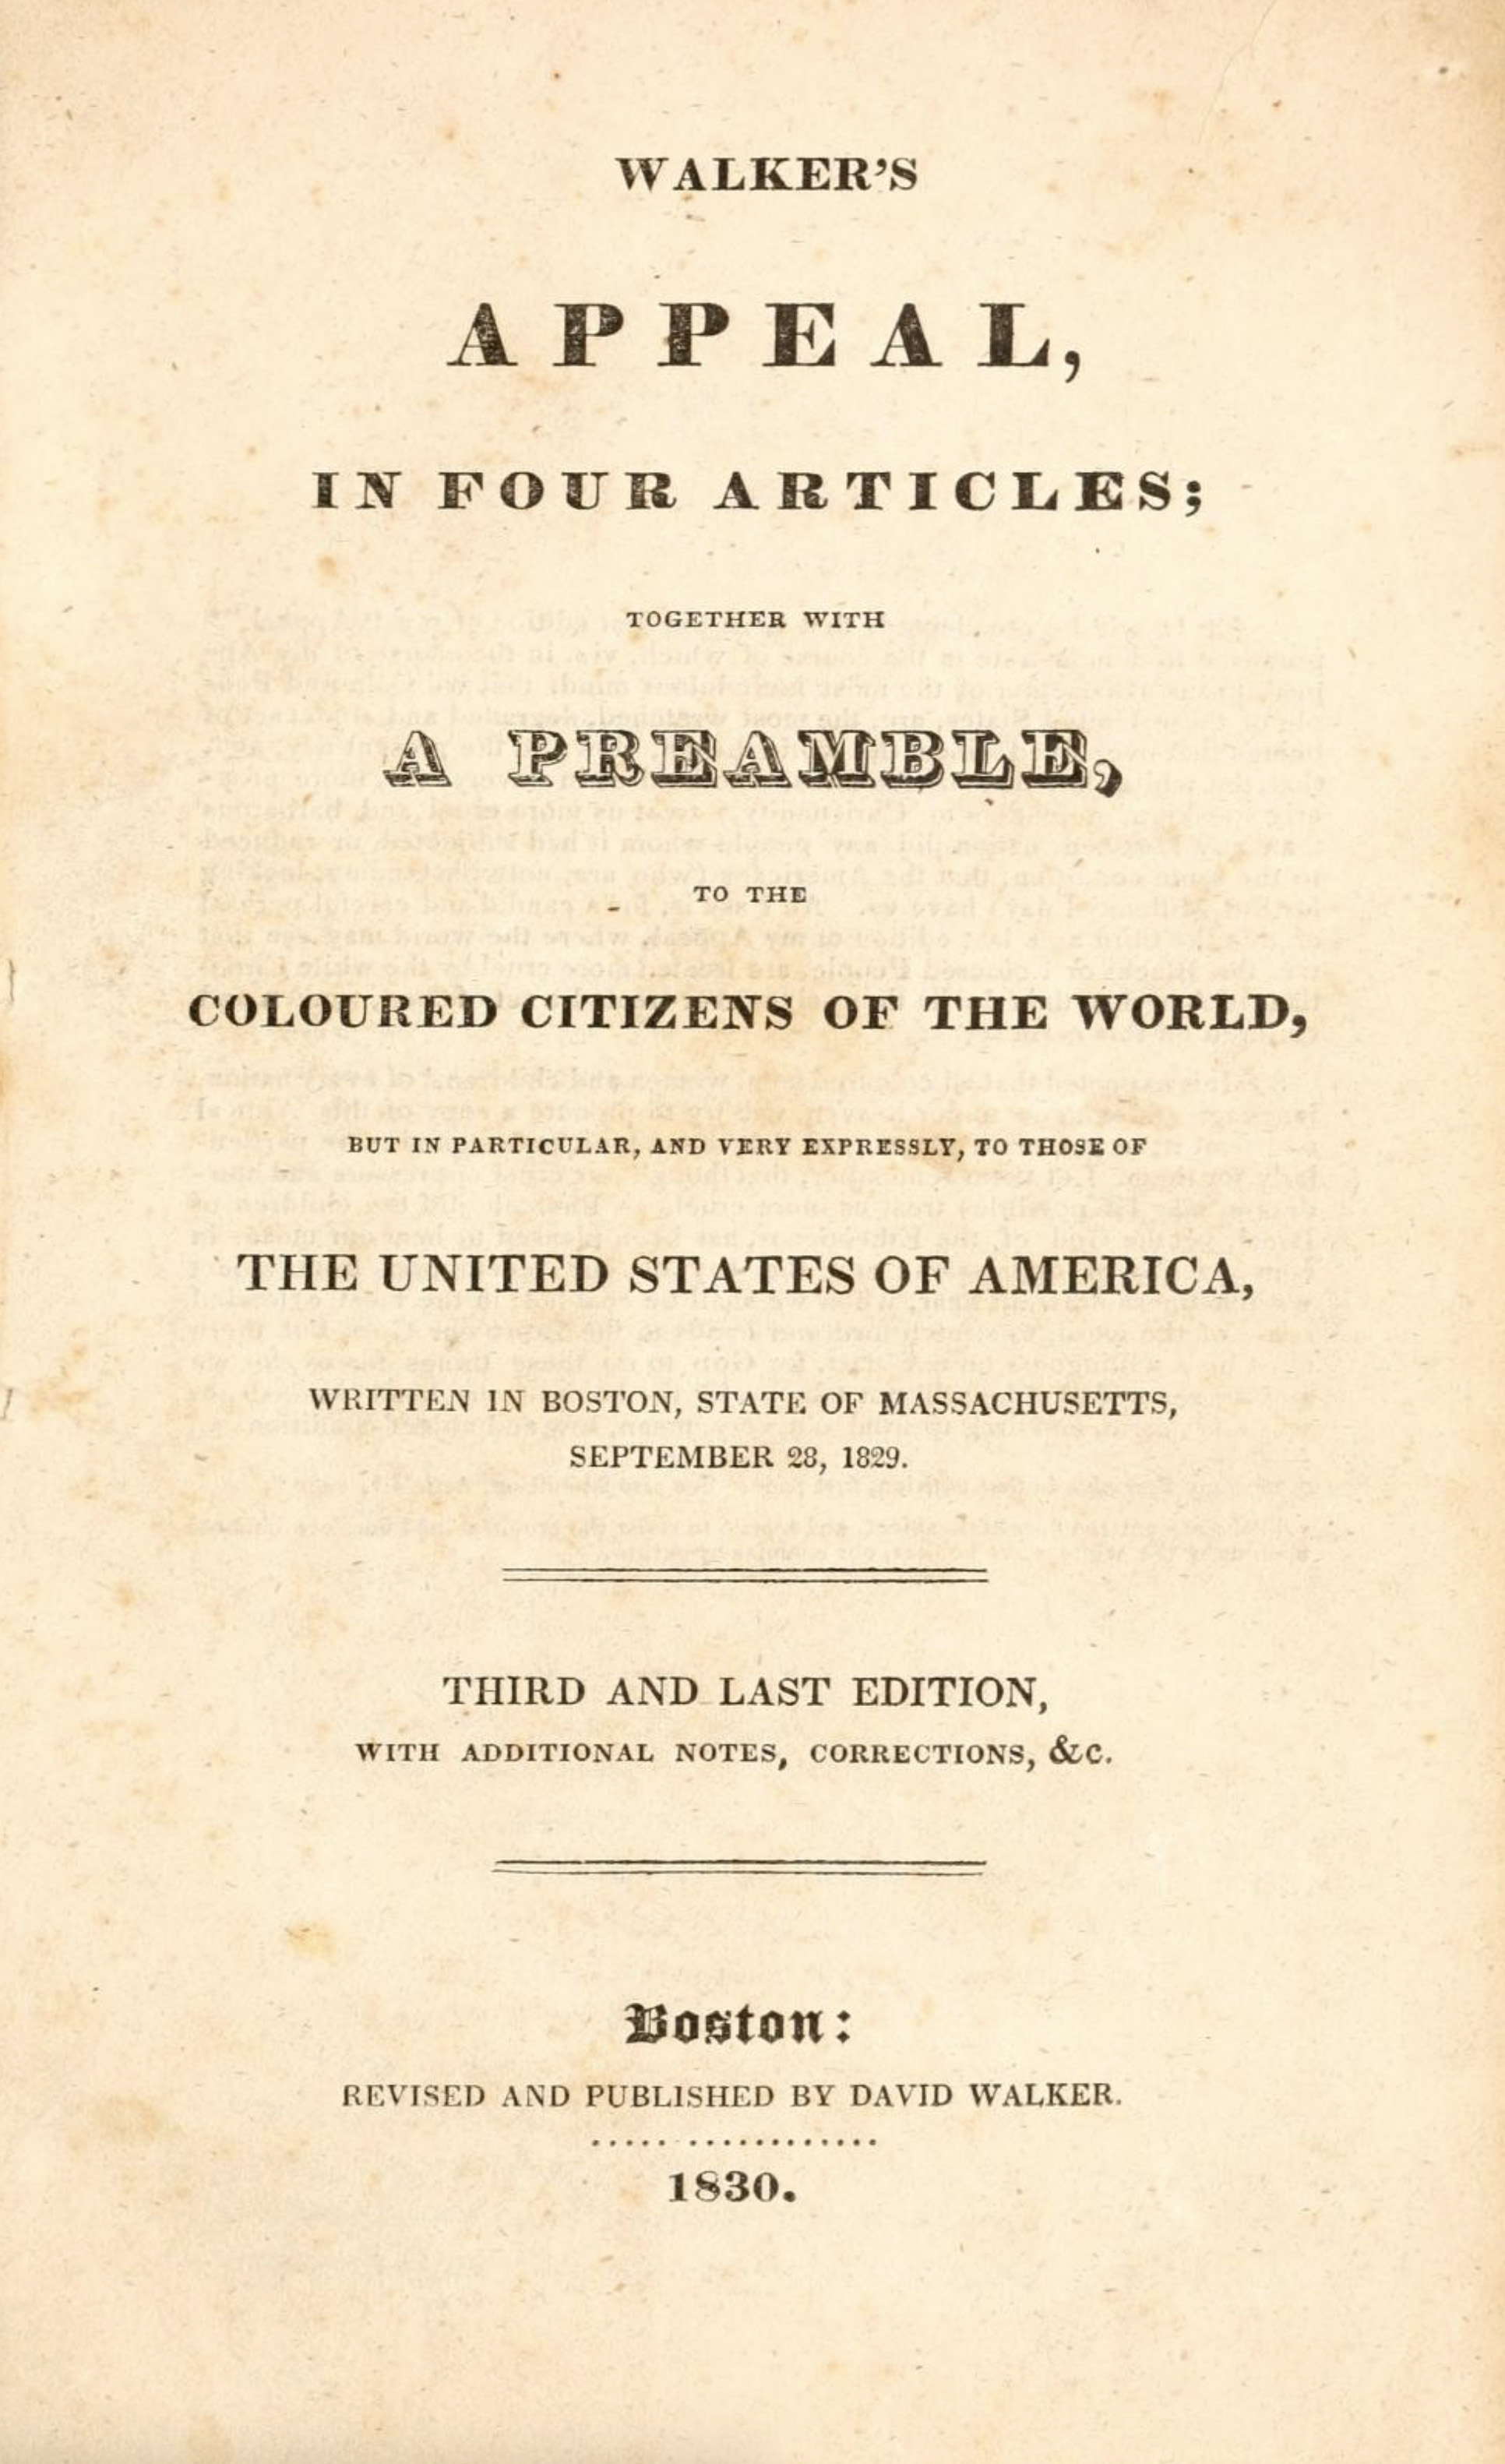 WALKER'S
APPEAL,
IN FOUR ARTICLES;
TOGETHER WITH
A PREAMBLE,
TO THE
COLOURED CITIZENS OF THE WORLD,
BUT IN PARTICULAR, AND VERY EXPRESSLY, TO THOSE OF
THE UNITED STATES OF AMERICA,
WRITTEN IN BOSTON, STATE OF MASSACHUSETTS,
SEPTEMBER 28, 1829.
THIRD AND LAST EDITION,
WITH ADDITIONAL NOTES, CORRECTIONS, &C.
Boston:
REVISED AND PUBLISHED BY DAVID WALKER.
1830.